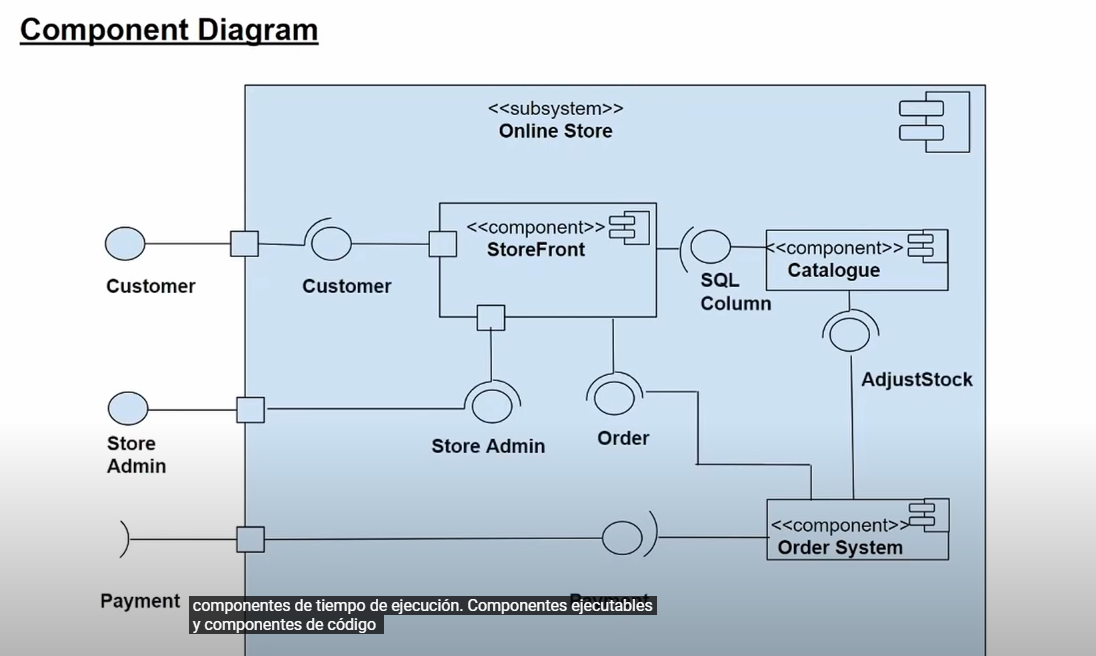 Component Diagram
<<subsystem>>
Online Store
<<component>>
StoreFront
<<component>>
Catalogue
Customer
Customer
SQL
Column
AdjustStock
Store
Admin
Store Admin
Order
<<component>>
Order System
Payment
Payment
componentes de tiempo de ejecución. Componentes ejecutables
y componentes de código